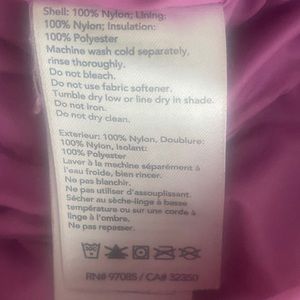 Shell: 100% Nylon; Lining:
100% Nylon; Insulation:
100% Polyester
Machine wash cold separately,
rinse thoroughly.
Do not bleach.
Do not use fabric softener.
Tumble dry low or line dry in shade.
Do not iron.
Do not dry clean.
Exterieur: 100% Nylon, Doublure:
100% Nylon, Isolant:
100% Polyester
Laver à la machine séparément à
l'eau froide, bien rincer.
Ne pas blanchir.
Ne pas utiliser d'assouplissant.
Sécher au sèche-linge à basse
température ou sur une corde à
linge à l'ombre.
Ne pas repasser.
RN# 97085 / CA# 32350